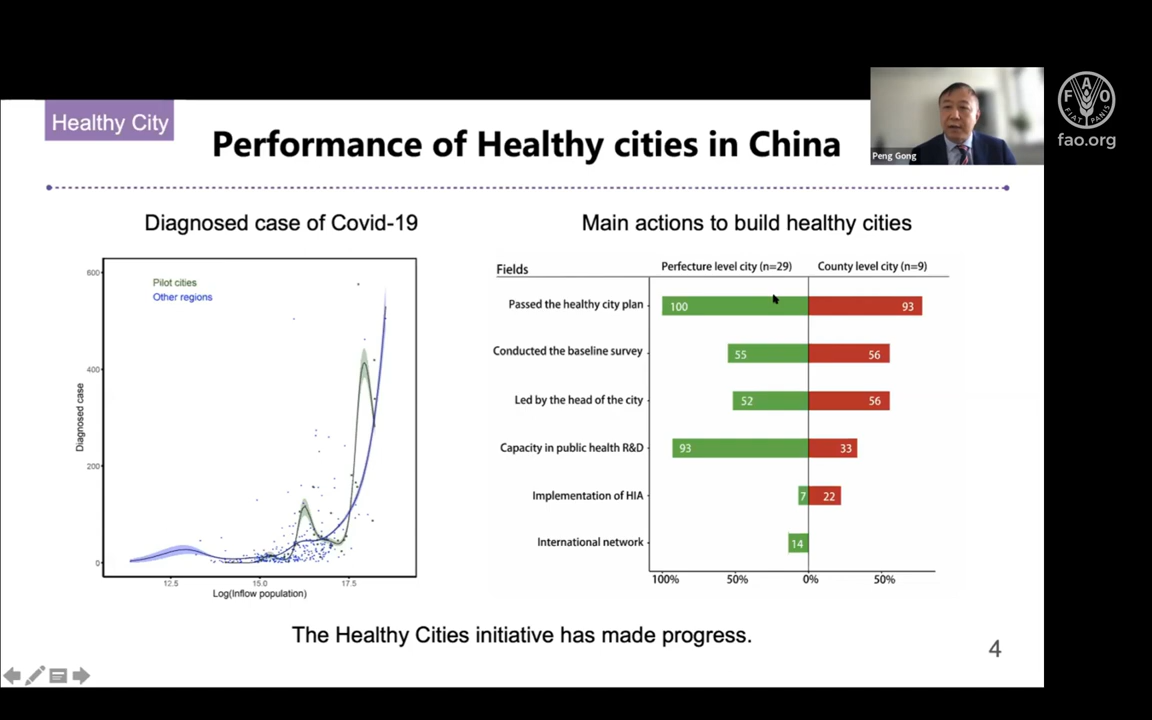 Healthy City
Performance of Healthy cities in China
Peng Gong
F A O
FIAT PANIS
fao.org
Diagnosed case of Covid-19
600
400
200
0
Diagnosed case
Pilot cities
Other regions
12.5 15.0 17.5
Log(Inflow population)
Main actions to build healthy cities
Fields Perfecture level city (n=29) County level city (n=9)
Passed the healthy city plan 100 93
Conducted the baseline survey 55 56
Led by the head of the city 52 56
Capacity in public health R&D 93 33
Implementation of HIA 7 22
International network 14
100% 50% 0% 50%
The Healthy Cities initiative has made progress.
4